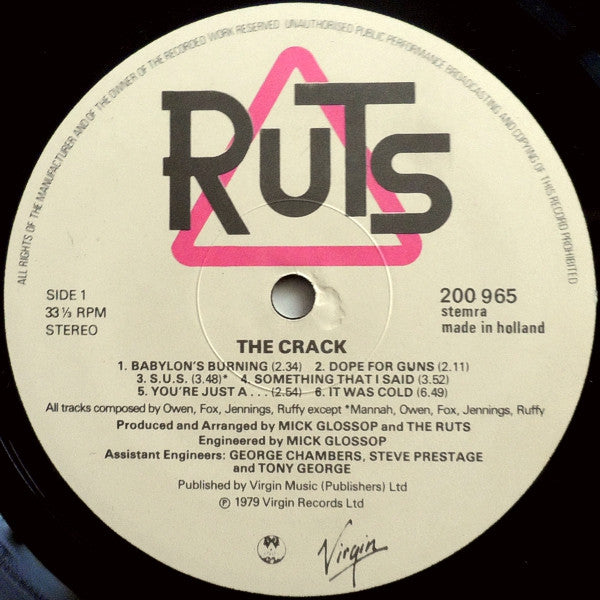 ALL RIGHTS OF THE MANUFACTURER AND OF THE OWNER OF THE RECORDED WORK RESERVED UNAUTHORISED PUBLIC PERFORMANCE BROADCASTING AND COPYING OF THIS RECORD PROHIBITED
RuTs
SIDE 1
33⅓ RPM
STEREO
200 965
stemra
made in holland
THE CRACK
1. BABYLON'S BURNING (2.34) 2. DOPE FOR GUNS (2.11)
3. S.U.S. (3.48)* 4. SOMETHING THAT I SAID (3.52)
5. YOU'RE JUST A . . . (2.54) 6. IT WAS COLD (6.49)
All tracks composed by Owen, Fox, Jennings, Ruffy except *Mannah, Owen, Fox, Jennings, Ruffy
Produced and Arranged by MICK GLOSSOP and THE RUTS
Engineered by MICK GLOSSOP
Assistant Engineers: GEORGE CHAMBERS, STEVE PRESTAGE
and TONY GEORGE
Published by Virgin Music (Publishers) Ltd
℗ 1979 Virgin Records Ltd
Virgin